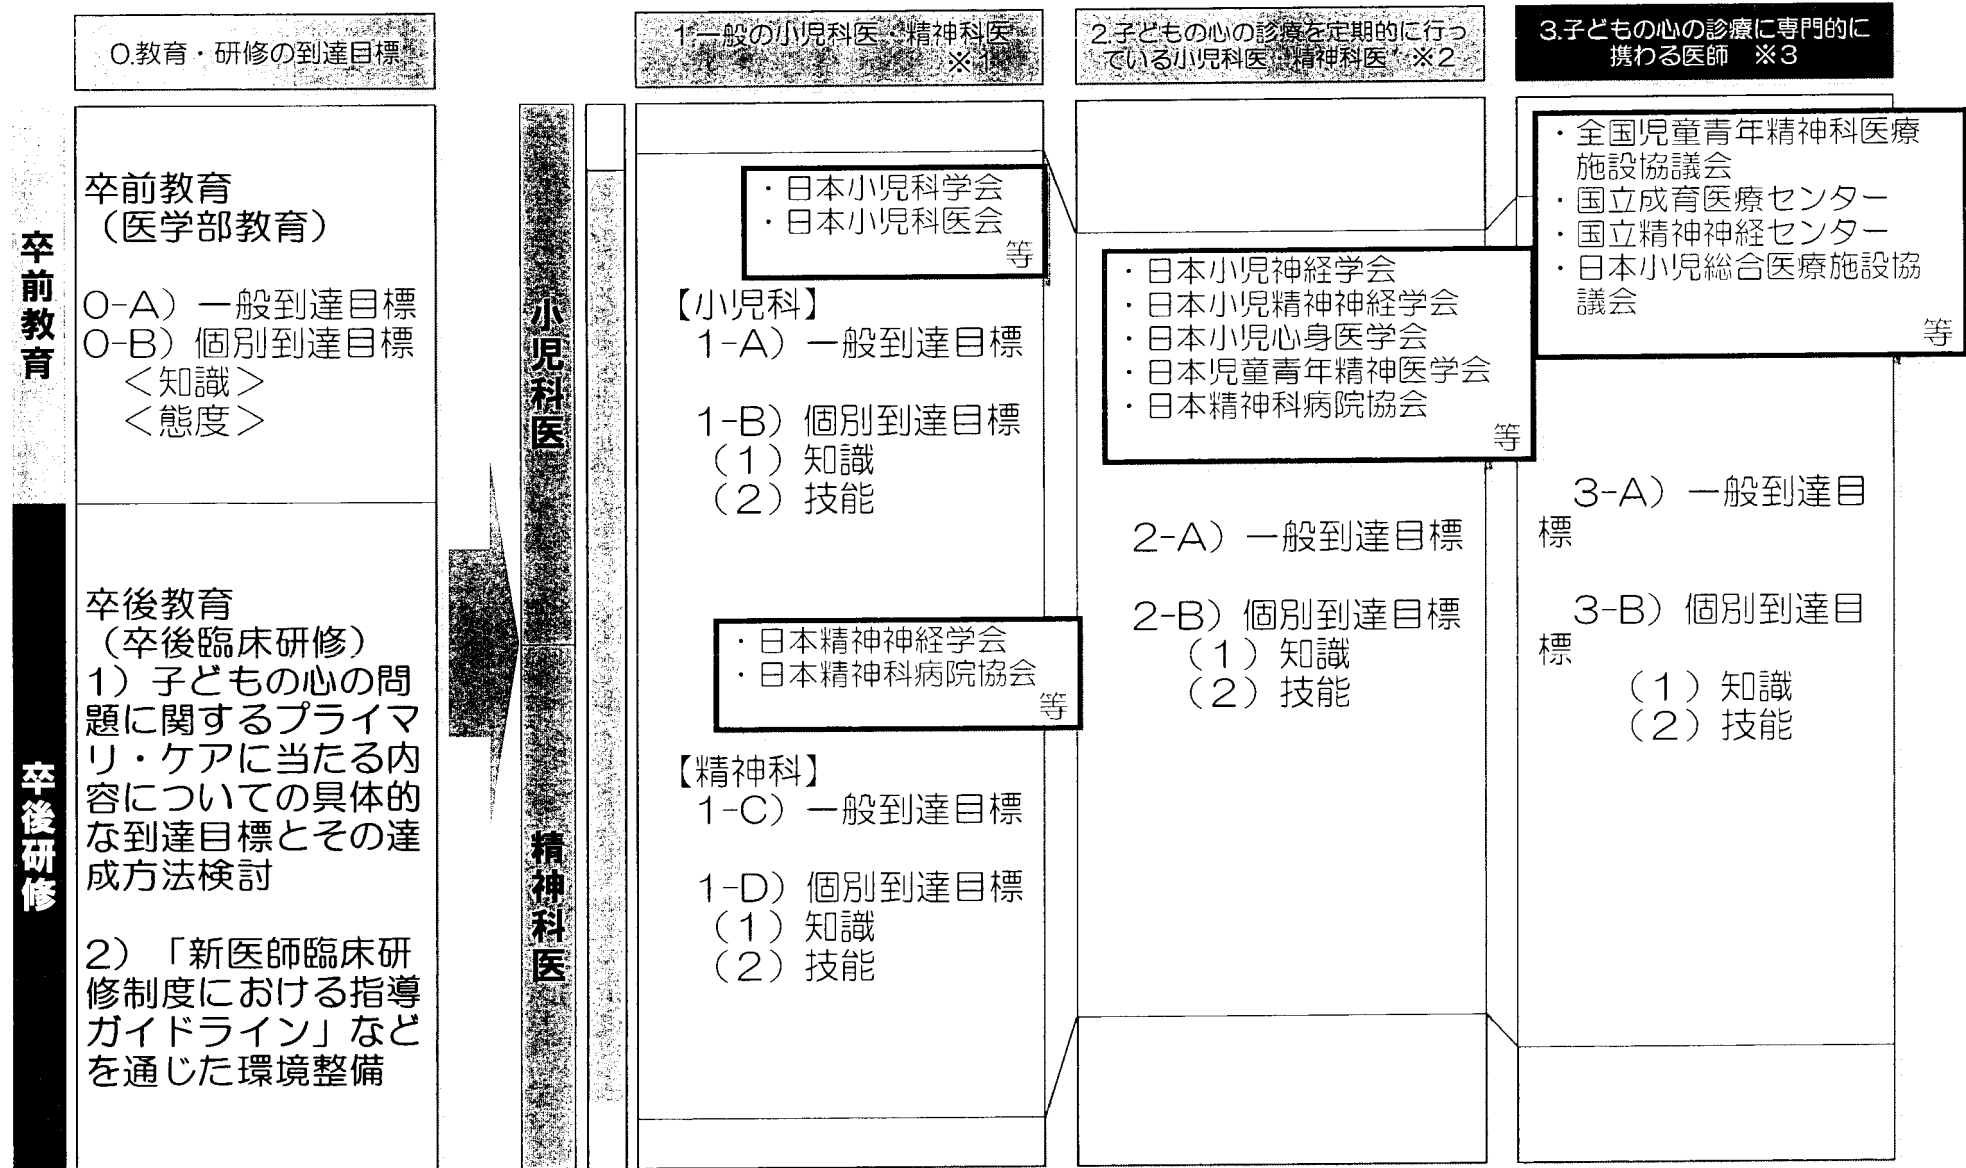 0.教育・研修の到達目標
1.一般の小児科医・精神科医
※1
2.子どもの心の診療を定期的に行っ
ている小児科医・精神科医 ※2
3.子どもの心の診療に専門的に
携わる医師 ※3
卒前教育
卒後研修
卒前教育
(医学部教育)
0-A) 一般到達目標
0-B) 個別到達目標
<知識>
<態度>
卒後教育
(卒後臨床研修)
1)子どもの心の問
題に関するプライマ
リ・ケアに当たる内
容についての具体的
な到達目標とその達
成方法検討
2)「新医師臨床研
修制度における指導
ガイドライン」など
を通じた環境整備
小児科医
精神科医
・日本小児科学会
・日本小児科医会
等
【小児科】
1-A) 一般到達目標
1-B) 個別到達目標
(1)知識
(2)技能
・日本精神神経学会
・日本精神科病院協会
等
【精神科】
1-C) 一般到達目標
1-D) 個別到達目標
(1)知識
(2)技能
・日本小児神経学会
・日本小児精神神経学会
・日本小児心身医学会
・日本児童青年精神医学会
・日本精神科病院協会
等
2-A) 一般到達目標
2-B) 個別到達目標
(1)知識
(2)技能
・全国児童青年精神科医療
施設協議会
・国立成育医療センター
・国立精神神経センター
・日本小児総合医療施設協
議会
等
3-A) 一般到達目
標
3-B) 個別到達目
標
(1)知識
(2)技能